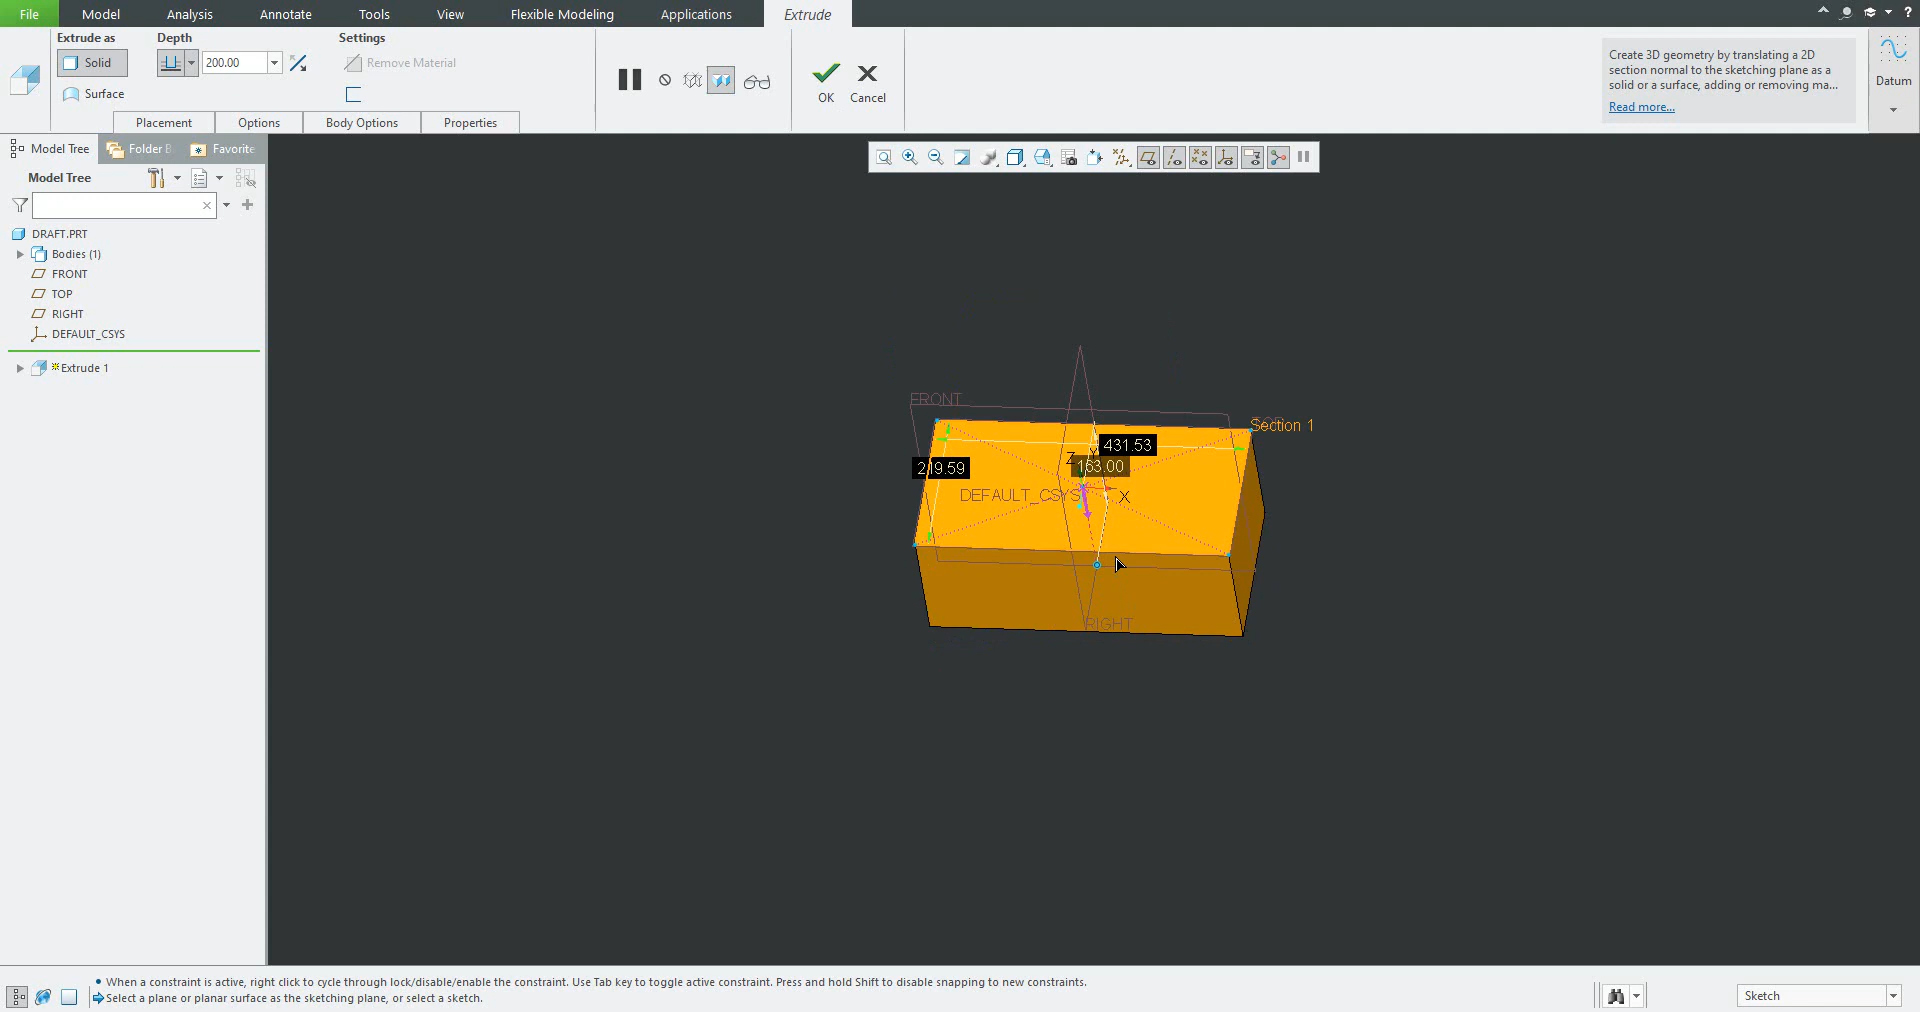 File Model Analysis Annotate Tools View Flexible Modeling Applications Extrude ?
Extrude as Depth Settings
Solid 200.00 Remove Material
Surface
OK Cancel
Placement Options Body Options Properties
Create 3D geometry by translating a 2D
section normal to the sketching plane as a
solid or a surface, adding or removing ma...
Read more...
Datum
Model Tree Folder B Favorite
Model Tree
DRAFT.PRT
Bodies (1)
FRONT
TOP
RIGHT
DEFAULT_CSYS
Extrude 1
FRONT
Section 1
431.53
Z Y
219.59 163.00
DEFAULT_CSYS X
RIGHT
When a constraint is active, right click to cycle through lock/disable/enable the constraint. Use Tab key to toggle active constraint. Press and hold Shift to disable snapping to new constraints.
Select a plane or planar surface as the sketching plane, or select a sketch.
Sketch